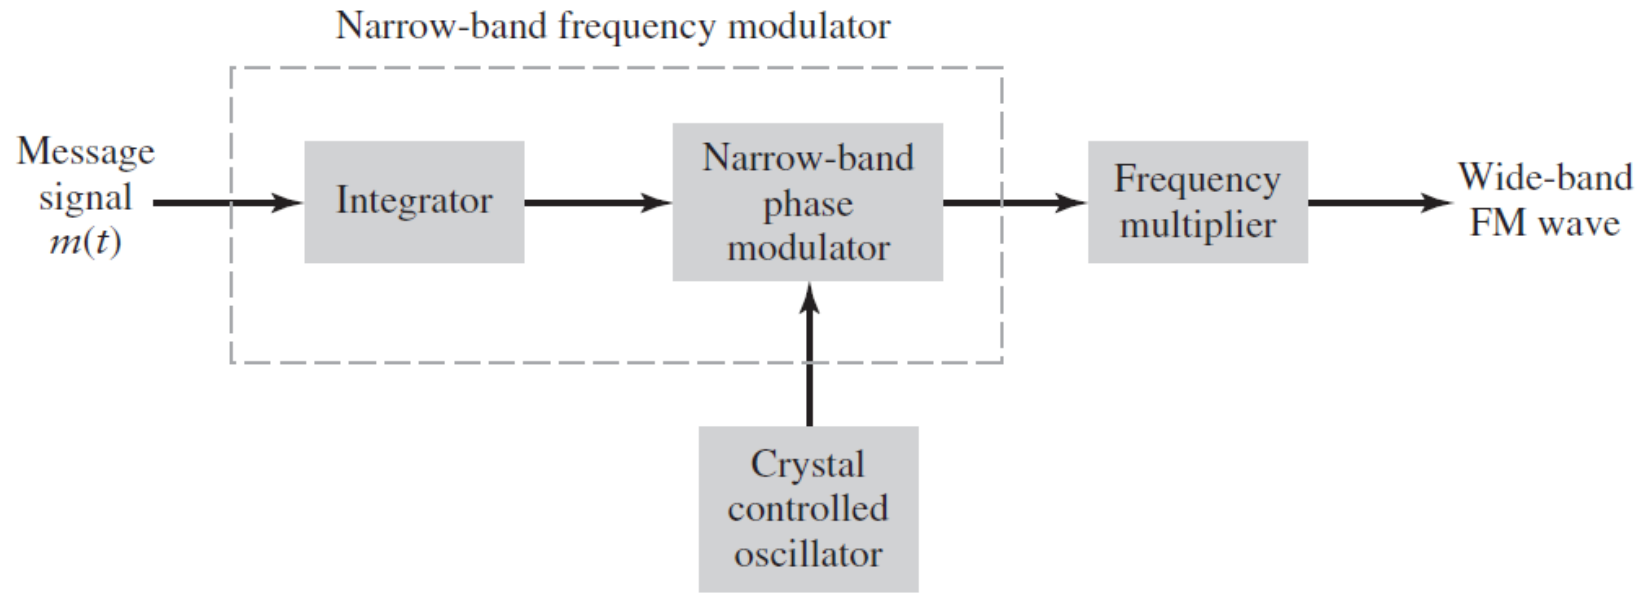 Narrow-band frequency modulator
Message
signal
m(t)
Integrator
Narrow-band
phase
modulator
Frequency
multiplier
Wide-band
FM wave
Crystal
controlled
oscillator